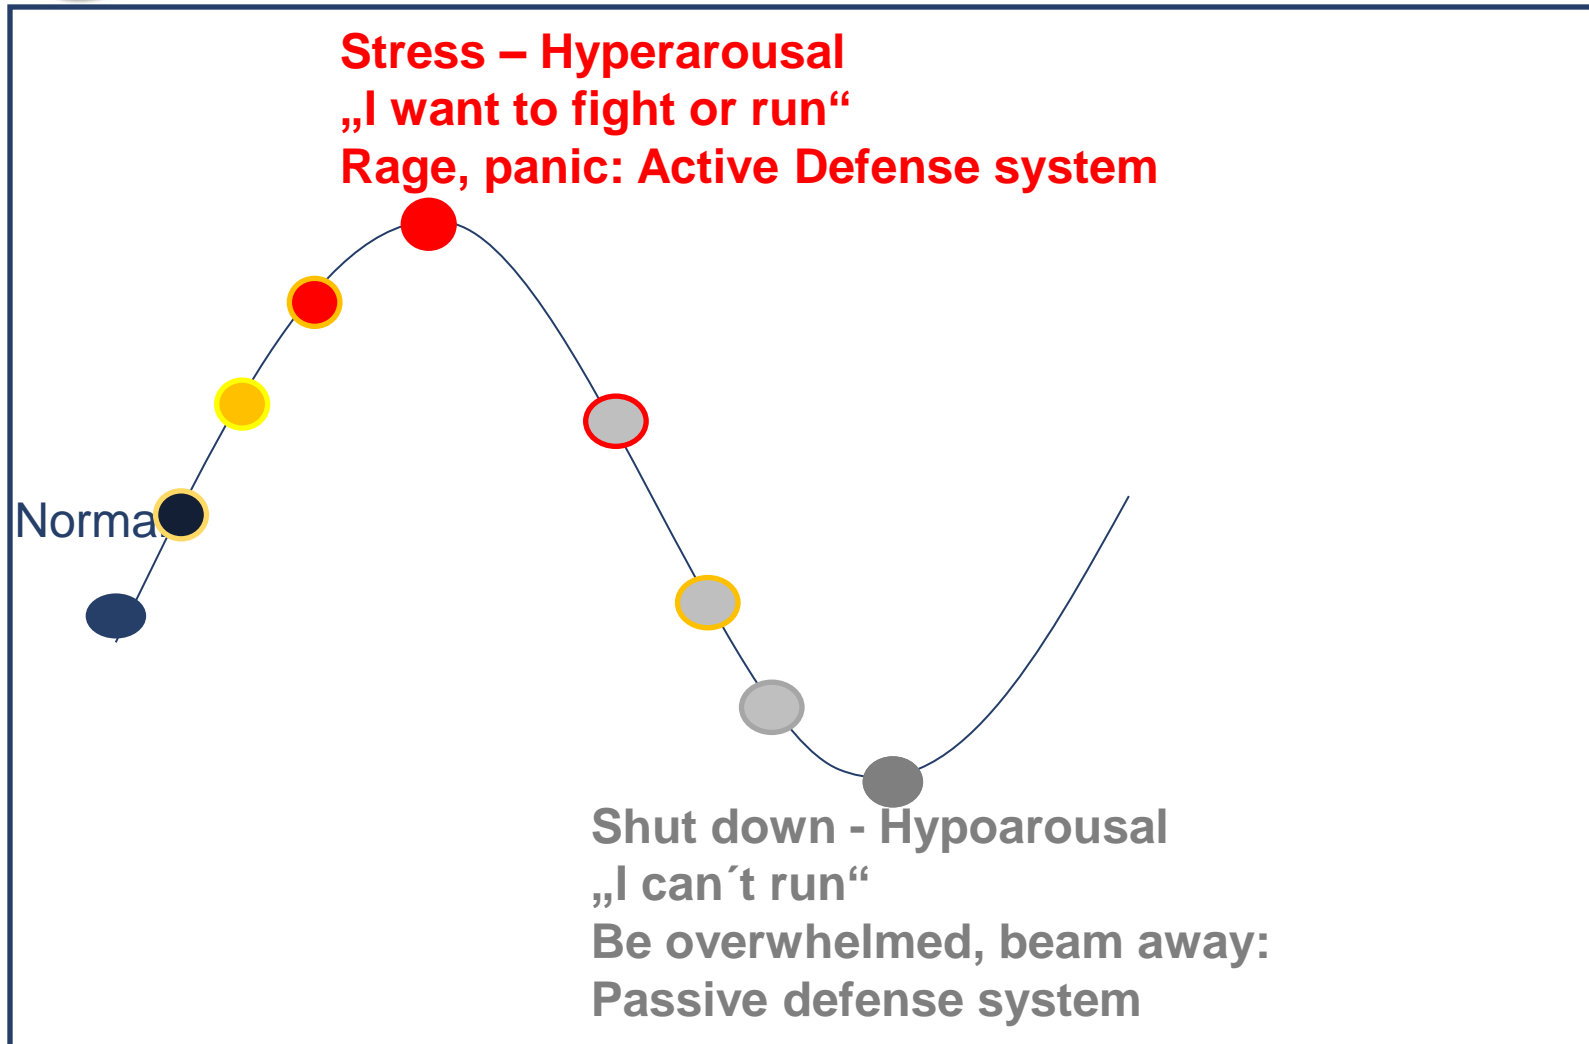 Stress – Hyperarousal
„I want to fight or run“
Rage, panic: Active Defense system
Normal
Shut down - Hypoarousal
„I can´t run“
Be overwhelmed, beam away:
Passive defense system